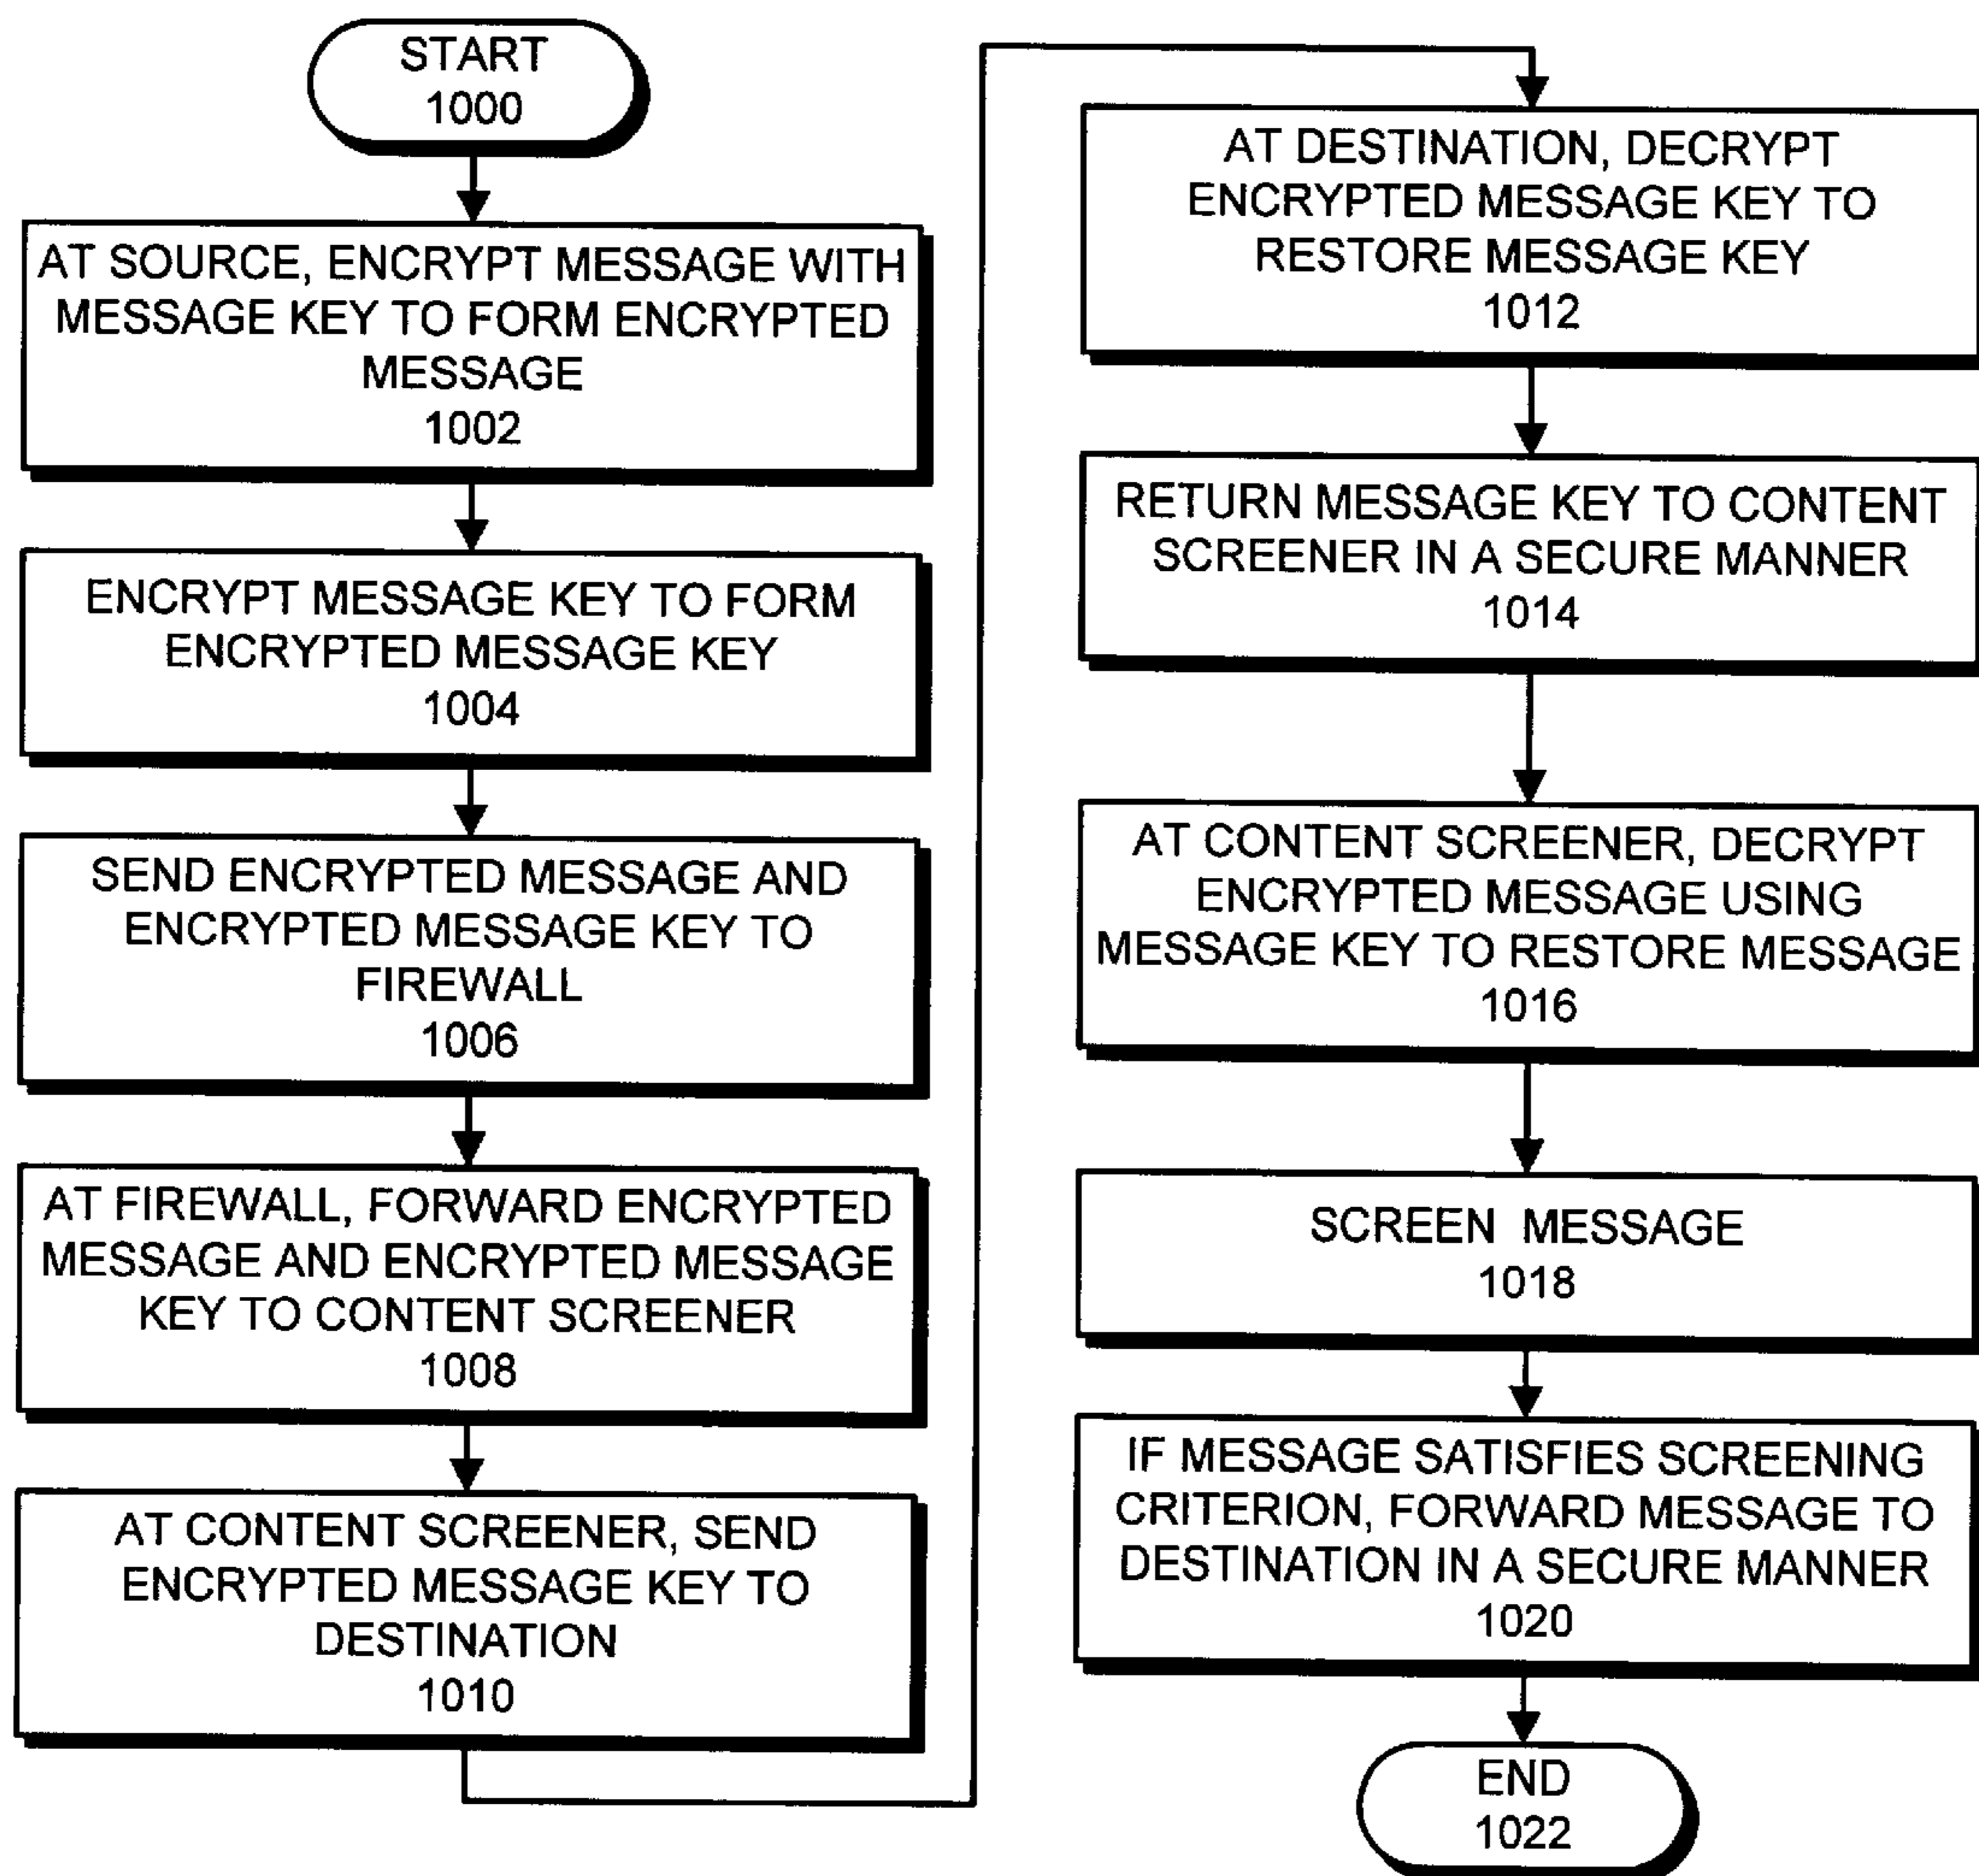 START
1000
AT SOURCE, ENCRYPT MESSAGE WITH
MESSAGE KEY TO FORM ENCRYPTED
MESSAGE
1002
ENCRYPT MESSAGE KEY TO FORM
ENCRYPTED MESSAGE KEY
1004
SEND ENCRYPTED MESSAGE AND
ENCRYPTED MESSAGE KEY TO
FIREWALL
1006
AT FIREWALL, FORWARD ENCRYPTED
MESSAGE AND ENCRYPTED MESSAGE
KEY TO CONTENT SCREENER
1008
AT CONTENT SCREENER, SEND
ENCRYPTED MESSAGE KEY TO
DESTINATION
1010
AT DESTINATION, DECRYPT
ENCRYPTED MESSAGE KEY TO
RESTORE MESSAGE KEY
1012
RETURN MESSAGE KEY TO CONTENT
SCREENER IN A SECURE MANNER
1014
AT CONTENT SCREENER, DECRYPT
ENCRYPTED MESSAGE USING
MESSAGE KEY TO RESTORE MESSAGE
1016
SCREEN MESSAGE
1018
IF MESSAGE SATISFIES SCREENING
CRITERION, FORWARD MESSAGE TO
DESTINATION IN A SECURE MANNER
1020
END
1022